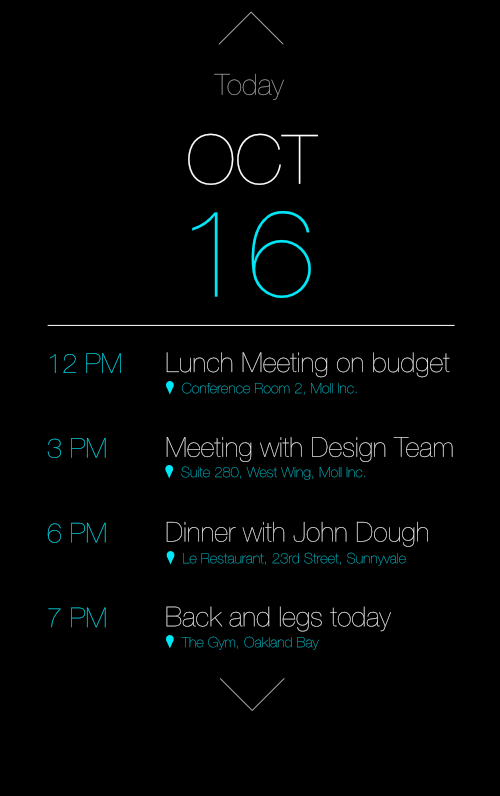 Today
OCT
16
12 PM
Lunch Meeting on budget
Conference Room 2, Moll Inc.
3 PM
Meeting with Design Team
Suite 280, West Wing, Moll Inc.
6 PM
Dinner with John Dough
Le Restaurant, 23rd Street, Sunnyvale
7 PM
Back and legs today
The Gym, Oakland Bay